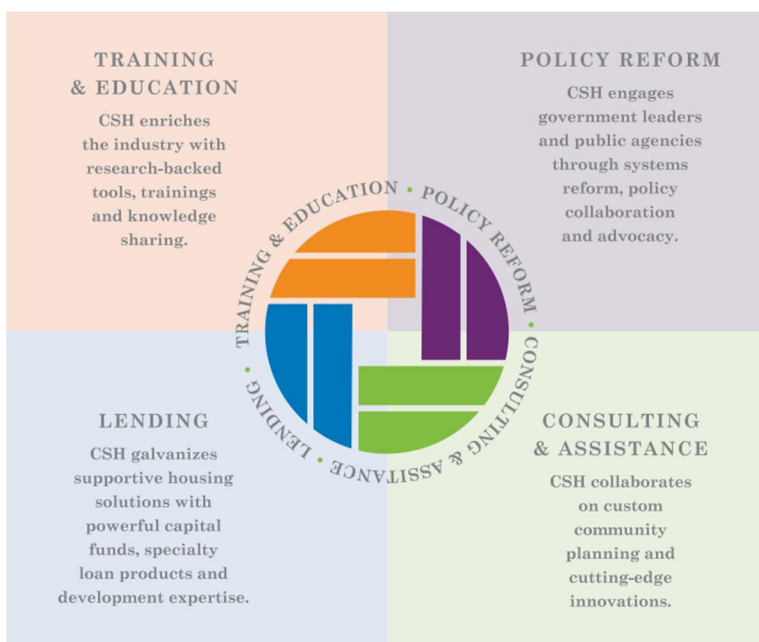 TRAINING
& EDUCATION
CSH enriches
the industry with
research-backed
tools, trainings
and knowledge
sharing.
POLICY REFORM
CSH engages
government leaders
and public agencies
through systems
reform, policy
collaboration
and advocacy.
TRAINING & EDUCATION • POLICY REFORM • CONSULTING & ASSITANCE • LENDING •
LENDING
CSH galvanizes
supportive housing
solutions with
powerful capital
funds, specialty
loan products and
development expertise.
CONSULTING
& ASSISTANCE
CSH collaborates
on custom
community
planning and
cutting-edge
innovations.